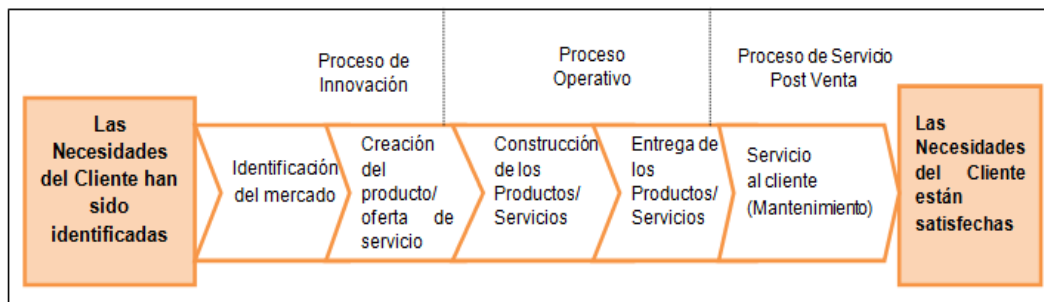 Proceso de
Innovación
Proceso
Operativo
Proceso de Servicio
Post Venta
Las
Necesidades
del Cliente han
sido
identificadas
Identificación
del mercado
Creación
del
producto/
oferta de
servicio
Construcción
de los
Productos/
Servicios
Entrega de
los
Productos/
Servicios
Servicio
al cliente
(Mantenimiento)
Las
Necesidades
del Cliente
están
satisfechas